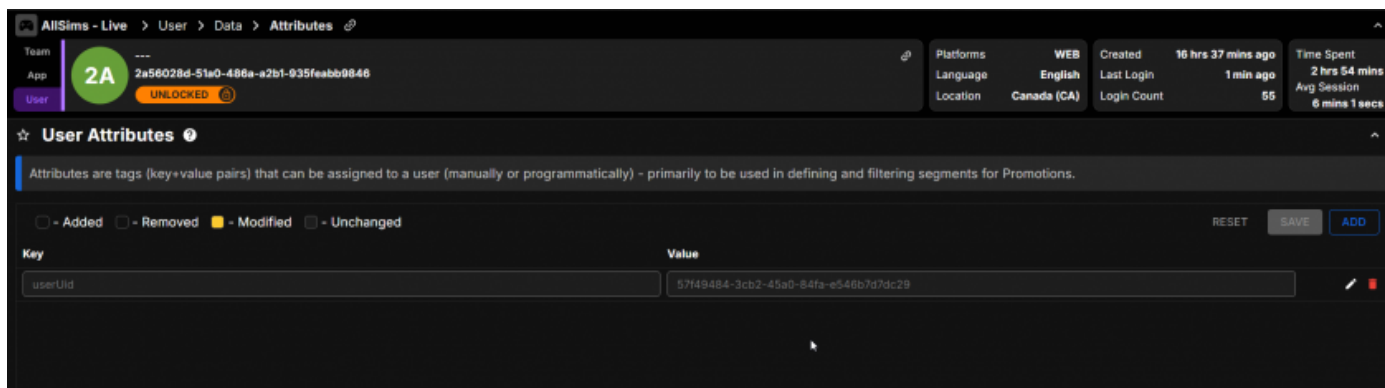 AllSims - Live > User > Data > Attributes
Team
App
User
2A
---
2a56028d-51a0-486a-a2b1-935feabb9846
UNLOCKED
Platforms WEB
Language English
Location Canada (CA)
Created 16 hrs 37 mins ago
Last Login 1 min ago
Login Count 55
Time Spent
2 hrs 54 mins
Avg Session
6 mins 1 secs
User Attributes ?
Attributes are tags (key+value pairs) that can be assigned to a user (manually or programmatically) - primarily to be used in defining and filtering segments for Promotions.
- Added - Removed - Modified - Unchanged
RESET SAVE ADD
Key Value
userUid 57f49484-3cb2-45a0-84fa-e546b7d7dc29